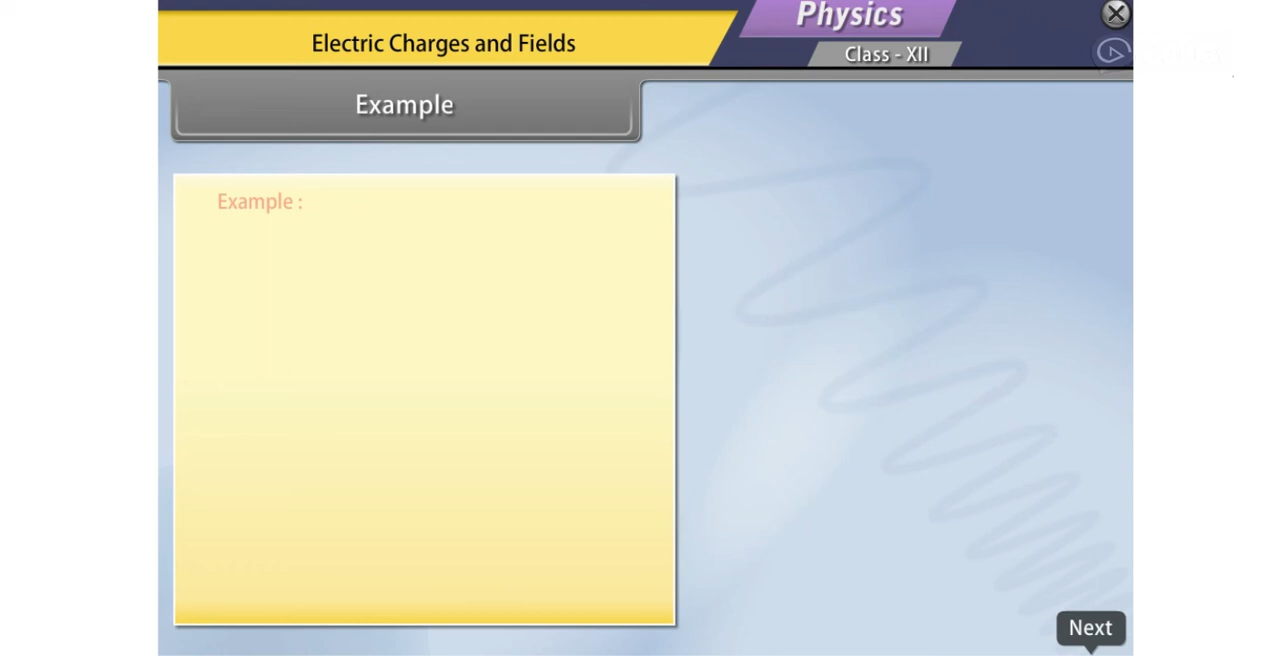 Physics
Electric Charges and Fields
Class - XII
Example
Example :
Next